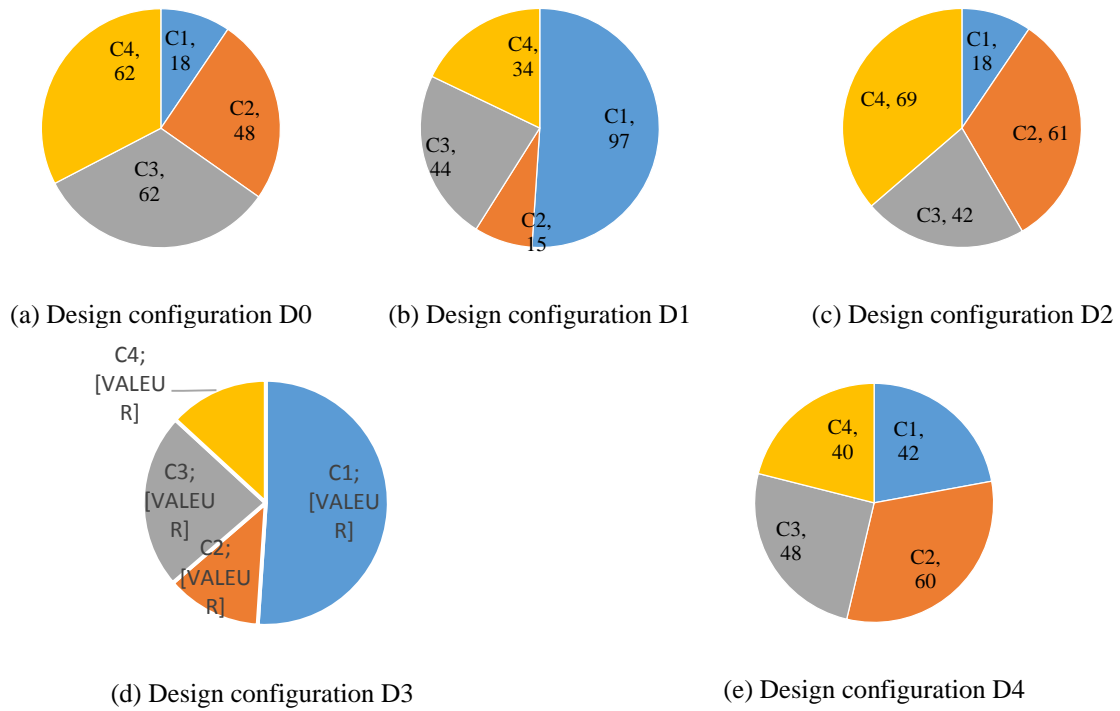 C1,
18
C2,
48
C3,
62
C4,
62
(a) Design configuration D0
C1,
97
C2,
15
C3,
44
C4,
34
(b) Design configuration D1
C1,
18
C2, 61
C3, 42
C4, 69
(c) Design configuration D2
C1;
[VALEU
R]
C2;
[VALEU
R]
C3;
[VALEU
R]
C4;
[VALEU
R]
(d) Design configuration D3
C1,
42
C2,
60
C3,
48
C4,
40
(e) Design configuration D4